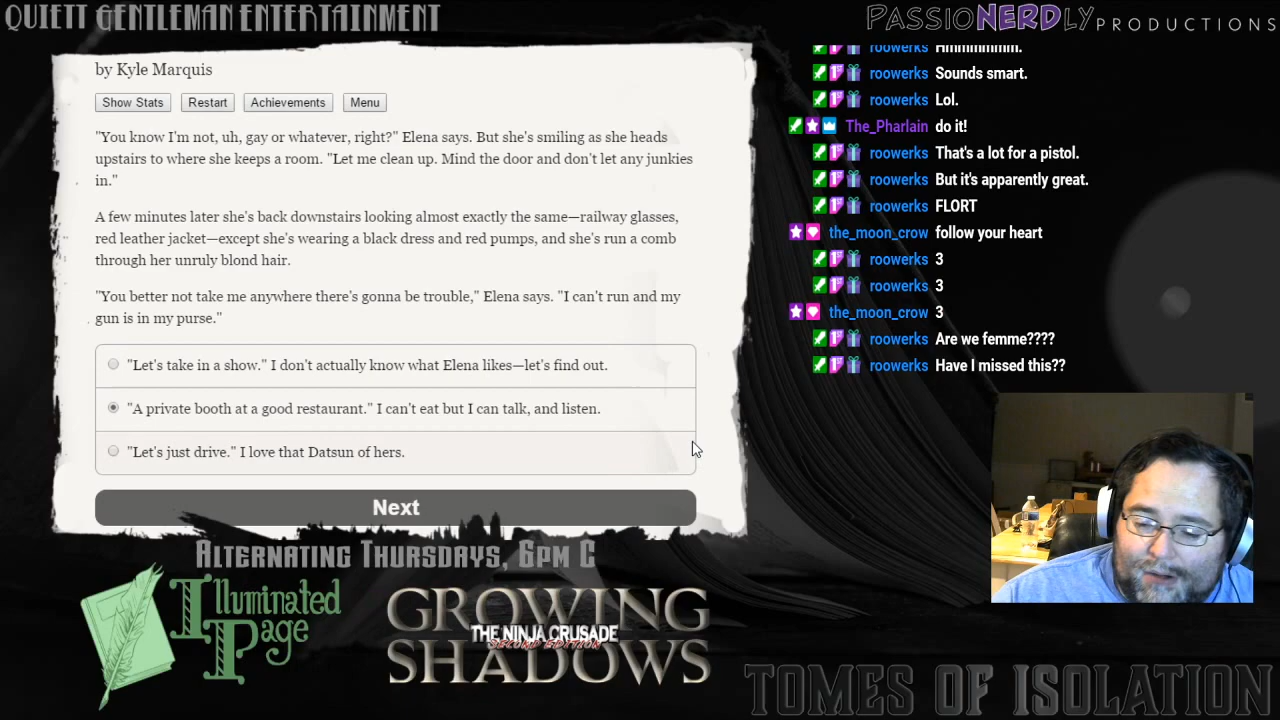 QUIETT GENTLEMAN ENTERTAINMENT
PASSIONERDLY PRODUCTIONS
by Kyle Marquis
Show Stats Restart Achievements Menu
"You know I'm not, uh, gay or whatever, right?" Elena says. But she's smiling as she heads
upstairs to where she keeps a room. "Let me clean up. Mind the door and don't let any junkies
in."
A few minutes later she's back downstairs looking almost exactly the same—railway glasses,
red leather jacket—except she's wearing a black dress and red pumps, and she's run a comb
through her unruly blond hair.
"You better not take me anywhere there's gonna be trouble," Elena says. "I can't run and my
gun is in my purse."
"Let's take in a show." I don't actually know what Elena likes—let's find out.
"A private booth at a good restaurant." I can't eat but I can talk, and listen.
"Let's just drive." I love that Datsun of hers.
Next
roowerks Hmmmmmmm.
roowerks Sounds smart.
roowerks Lol.
The_Pharlain do it!
roowerks That's a lot for a pistol.
roowerks But it's apparently great.
roowerks FLORT
the_moon_crow follow your heart
roowerks 3
roowerks 3
the_moon_crow 3
roowerks Are we femme????
roowerks Have I missed this??
ALTERNATING THURSDAYS, 6PM C
Illuminated
Page
GROWING
THE NINJA CRUSADE
SECOND EDITION
SHADOWS
TOMES OF ISOLATION